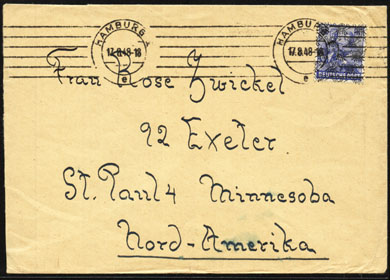 HAMBURG
17.8.48-18
e
HAMBURG
17.8.48-18
e
DEUTSCHE POST
Frau Rose Zwickel
92 Exeter
St. Paul 4 Minnesoba
Nord-Amerika